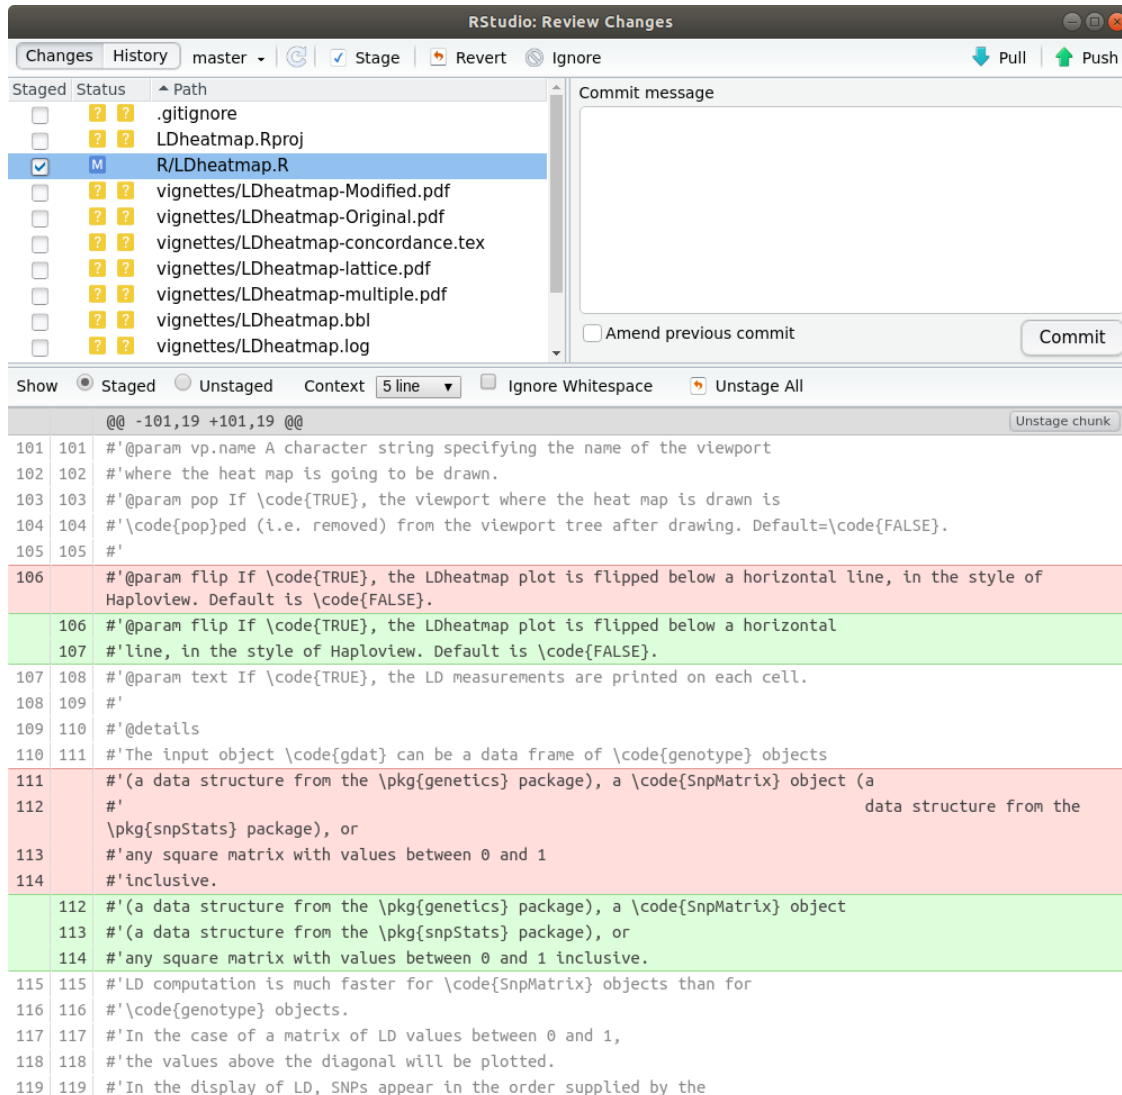 RStudio: Review Changes
Changes History master Stage Revert Ignore Pull Push
Staged Status Path
? ? .gitignore
? ? LDheatmap.Rproj
M R/LDheatmap.R
? ? vignettes/LDheatmap-Modified.pdf
? ? vignettes/LDheatmap-Original.pdf
? ? vignettes/LDheatmap-concordance.tex
? ? vignettes/LDheatmap-lattice.pdf
? ? vignettes/LDheatmap-multiple.pdf
? ? vignettes/LDheatmap.bbl
? ? vignettes/LDheatmap.log
Commit message
Amend previous commit
Commit
Show Staged Unstaged Context 5 line Ignore Whitespace Unstage All
@@ -101,19 +101,19 @@ Unstage chunk
101 101 #'@param vp.name A character string specifying the name of the viewport
102 102 #'where the heat map is going to be drawn.
103 103 #'@param pop If \code{TRUE}, the viewport where the heat map is drawn is
104 104 #'\code{pop}ped (i.e. removed) from the viewport tree after drawing. Default=\code{FALSE}.
105 105 #'
106 #'@param flip If \code{TRUE}, the LDheatmap plot is flipped below a horizontal line, in the style of
Haploview. Default is \code{FALSE}.
106 #'@param flip If \code{TRUE}, the LDheatmap plot is flipped below a horizontal
107 #'line, in the style of Haploview. Default is \code{FALSE}.
107 108 #'@param text If \code{TRUE}, the LD measurements are printed on each cell.
108 109 #'
109 110 #'@details
110 111 #'The input object \code{gdat} can be a data frame of \code{genotype} objects
111 #'(a data structure from the \pkg{genetics} package), a \code{SnpMatrix} object (a
112 #' data structure from the
\pkg{snpStats} package), or
113 #'any square matrix with values between 0 and 1
114 #'inclusive.
112 #'(a data structure from the \pkg{genetics} package), a \code{SnpMatrix} object
113 #'(a data structure from the \pkg{snpStats} package), or
114 #'any square matrix with values between 0 and 1 inclusive.
115 115 #'LD computation is much faster for \code{SnpMatrix} objects than for
116 116 #'\code{genotype} objects.
117 117 #'In the case of a matrix of LD values between 0 and 1,
118 118 #'the values above the diagonal will be plotted.
119 119 #'In the display of LD, SNPs appear in the order supplied by the